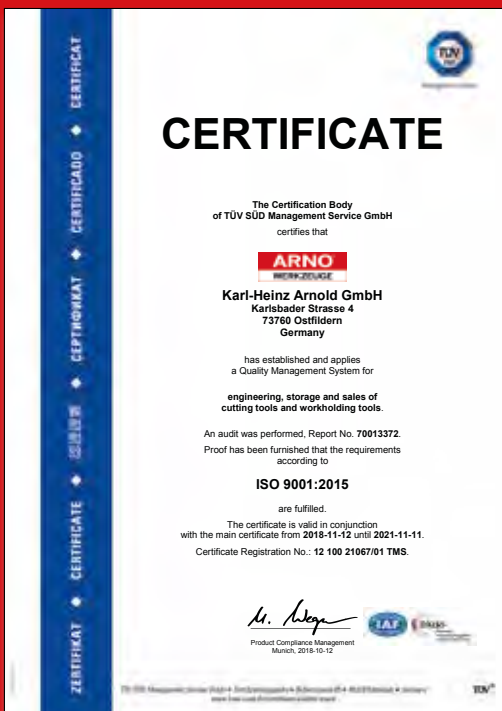 TÜV
CERTIFICATE
The Certification Body
of TÜV SÜD Management Service GmbH
certifies that
ARNO
WERKZEUGE
Karl-Heinz Arnold GmbH
Karlsbader Strasse 4
73760 Ostfildern
Germany
has established and applies
a Quality Management System for
engineering, storage and sales of
cutting tools and workholding tools.
An audit was performed, Report No. 70013372.
Proof has been furnished that the requirements
according to
ISO 9001:2015
are fulfilled.
The certificate is valid in conjunction
with the main certificate from 2018-11-12 until 2021-11-11.
Certificate Registration No.: 12 100 21067/01 TMS.
Product Compliance Management
Munich, 2018-10-12
IAF
TÜV®
ZERTIFIKAT ◆ CERTIFICATE ◆
◆ СЕРТИФИКАТ ◆ CERTIFICADO ◆ CERTIFICAT